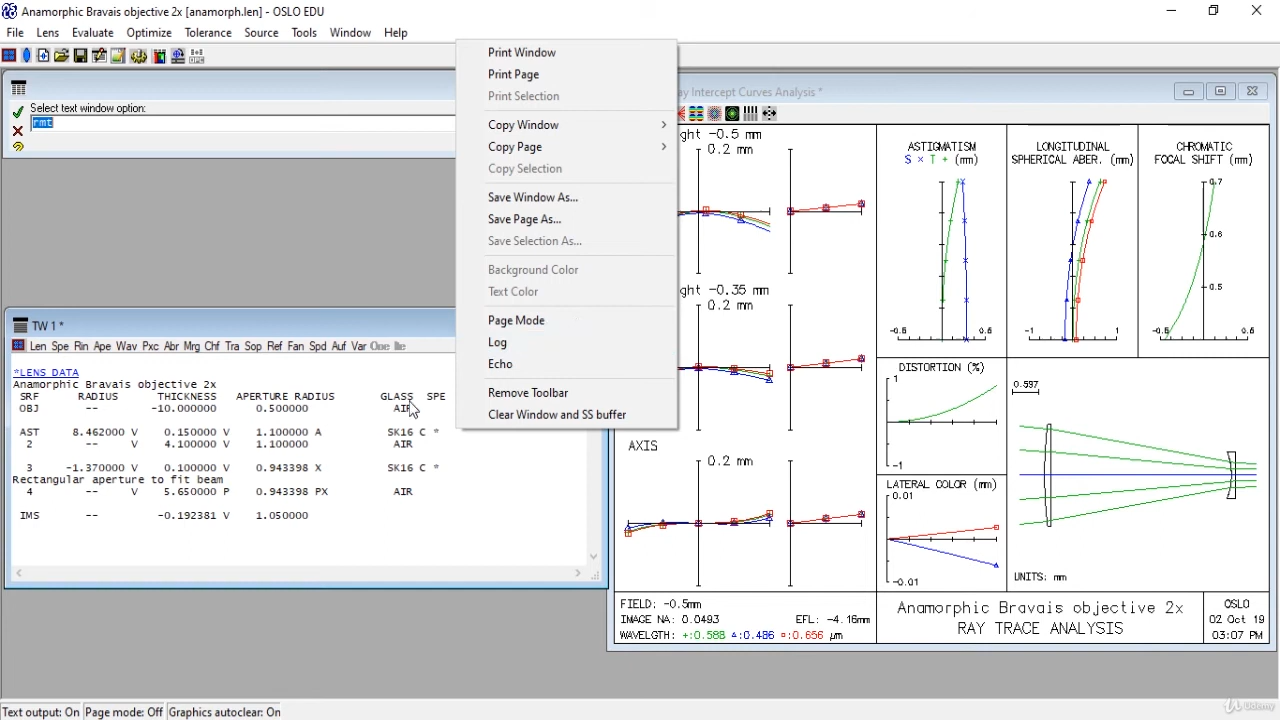 Anamorphic Bravais objective 2x [anamorph.len] - OSLO EDU
File Lens Evaluate Optimize Tolerance Source Tools Window Help
Select text window option:
rmt
Print Window
Print Page
Print Selection
Copy Window
Copy Page
Copy Selection
Save Window As...
Save Page As...
Save Selection As...
Background Color
Text Color
Page Mode
Log
Echo
Remove Toolbar
Clear Window and SS buffer
TW 1 *
Len Spe Rin Ape Wav Pxc Abr Mrg Chf Tra Sop Ref Fan Spd Auf Var One Ite
*LENS DATA
Anamorphic Bravais objective 2x
SRF RADIUS THICKNESS APERTURE RADIUS GLASS SPE
OBJ -- -10.000000 0.500000 AIR
AST 8.462000 V 0.150000 V 1.100000 A SK16 C *
2 -- V 4.100000 V 1.100000 AIR
3 -1.370000 V 0.100000 V 0.943398 X SK16 C *
Rectangular aperture to fit beam
4 -- V 5.650000 P 0.943398 PX AIR
IMS -- -0.192381 V 1.050000
ay Intercept Curves Analysis *
ght -0.5 mm
0.2 mm
ght -0.35 mm
0.2 mm
AXIS
0.2 mm
ASTIGMATISM
S × T + (mm)
-0.5 0.5
LONGITUDINAL
SPHERICAL ABER. (mm)
-1 1
CHROMATIC
FOCAL SHIFT (mm)
0.7
0.6
0.5
-0.5 0.5
DISTORTION (%)
1
-1
LATERAL COLOR (mm)
0.01
-0.01
0.597
UNITS: mm
FIELD: -0.5mm
IMAGE NA: 0.0493 EFL: -4.16mm
WAVELGTH: +:0.588 ▵:0.486 ▫:0.656 µm
Anamorphic Bravais objective 2x
RAY TRACE ANALYSIS
OSLO
02 Oct 19
03:07 PM
Text output: On Page mode: Off Graphics autoclear: On
Udemy